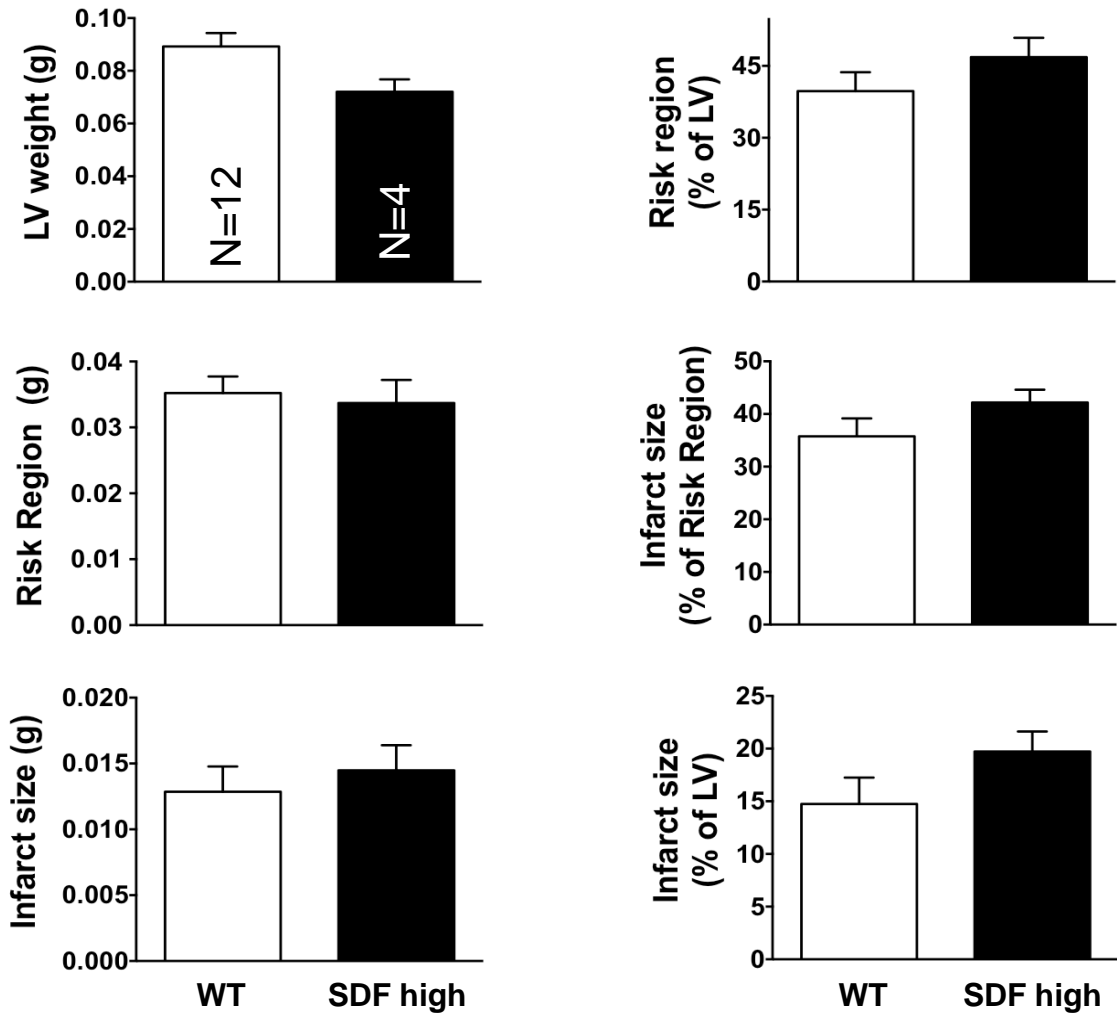 LV weight (g)
0.10
0.08
0.06
0.04
0.02
0.00
N=12
N=4
Risk region
(% of LV)
45
30
15
0
Risk Region (g)
0.04
0.03
0.02
0.01
0.00
Infarct size
(% of Risk Region)
50
40
30
20
10
0
Infarct size (g)
0.020
0.015
0.010
0.005
0.000
WT
SDF high
Infarct size
(% of LV)
25
20
15
10
5
0
WT
SDF high